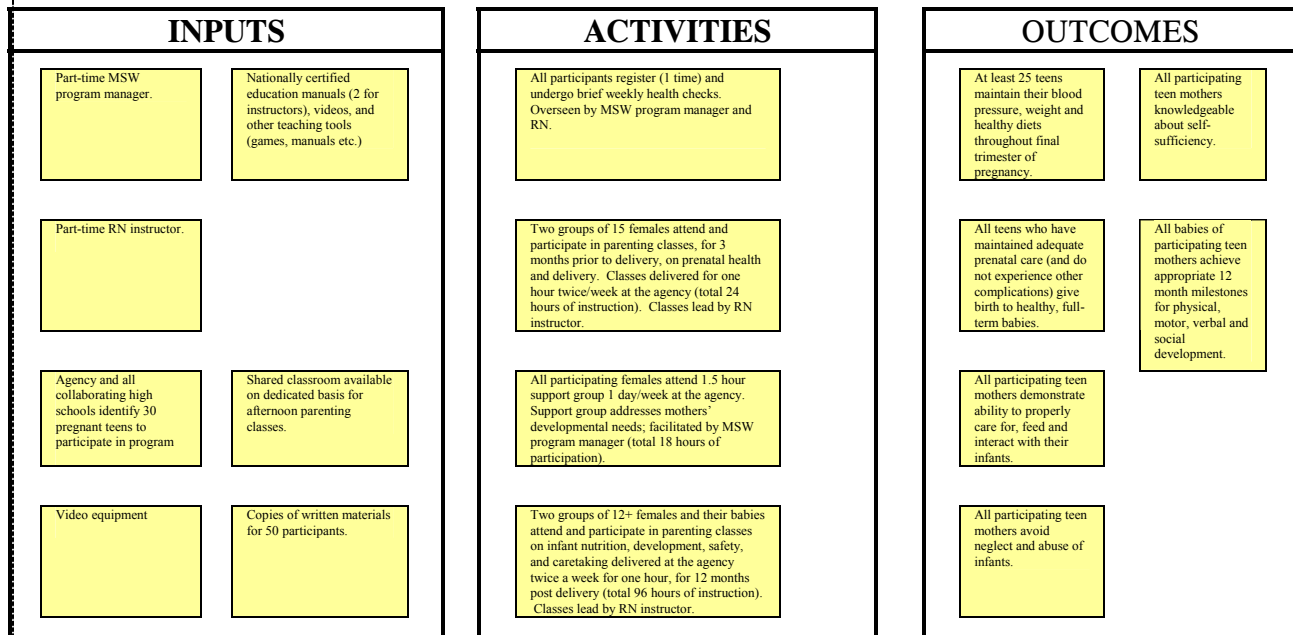 INPUTS
Part-time MSW
program manager.
Nationally certified
education manuals (2 for
instructors), videos, and
other teaching tools
(games, manuals etc.)
Part-time RN instructor.
Agency and all
collaborating high
schools identify 30
pregnant teens to
participate in program
Shared classroom available
on dedicated basis for
afternoon parenting
classes.
Video equipment
Copies of written materials
for 50 participants.
ACTIVITIES
All participants register (1 time) and
undergo brief weekly health checks.
Overseen by MSW program manager and
RN.
Two groups of 15 females attend and
participate in parenting classes, for 3
months prior to delivery, on prenatal health
and delivery. Classes delivered for one
hour twice/week at the agency (total 24
hours of instruction). Classes lead by RN
instructor.
All participating females attend 1.5 hour
support group 1 day/week at the agency.
Support group addresses mothers’
developmental needs; facilitated by MSW
program manager (total 18 hours of
participation).
Two groups of 12+ females and their babies
attend and participate in parenting classes
on infant nutrition, development, safety,
and caretaking delivered at the agency
twice a week for one hour, for 12 months
post delivery (total 96 hours of instruction).
Classes lead by RN instructor.
OUTCOMES
At least 25 teens
maintain their blood
pressure, weight and
healthy diets
throughout final
trimester of
pregnancy.
All participating
teen mothers
knowledgeable
about self-
sufficiency.
All teens who have
maintained adequate
prenatal care (and do
not experience other
complications) give
birth to healthy, full-
term babies.
All babies of
participating teen
mothers achieve
appropriate 12
month milestones
for physical,
motor, verbal and
social
development.
All participating teen
mothers demonstrate
ability to properly
care for, feed and
interact with their
infants.
All participating teen
mothers avoid
neglect and abuse of
infants.